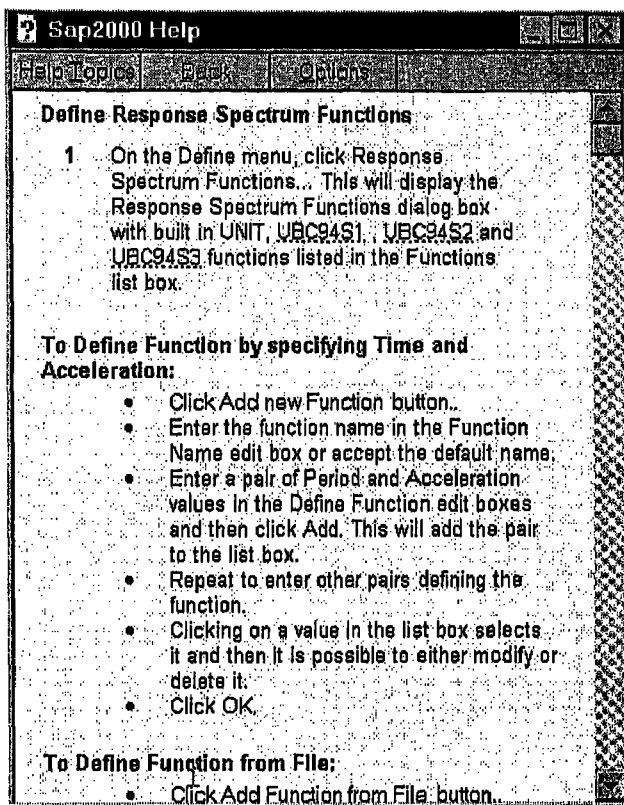 ? Sap2000 Help
Help Topics Back Options
Define Response Spectrum Functions
1 On the Define menu, click Response
Spectrum Functions... This will display the
Response Spectrum Functions dialog box
with built in UNIT, UBC94S1 , UBC94S2 and
UBC94S3 functions listed in the Functions
list box.
To Define Function by specifying Time and
Acceleration:
• Click Add new Function button..
• Enter the function name in the Function
Name edit box or accept the default name.
• Enter a pair of Period and Acceleration
values in the Define Function edit boxes
and then click Add. This will add the pair
to the list box.
• Repeat to enter other pairs defining the
function.
• Clicking on a value in the list box selects
it and then it is possible to either modify or
delete it.
• Click OK.
To Define Function from File:
• Click Add Function from File button..